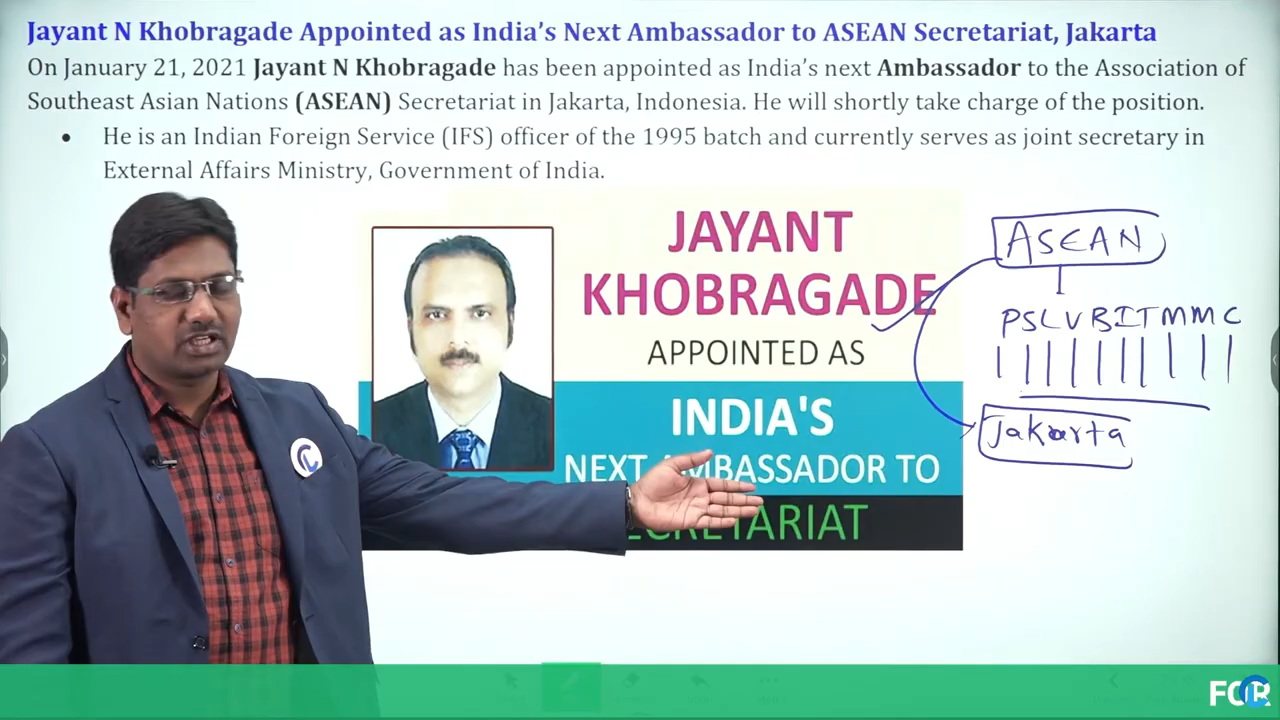 Jayant N Khobragade Appointed as India's Next Ambassador to ASEAN Secretariat, Jakarta
On January 21, 2021 Jayant N Khobragade has been appointed as India's next Ambassador to the Association of
Southeast Asian Nations (ASEAN) Secretariat in Jakarta, Indonesia. He will shortly take charge of the position.
• He is an Indian Foreign Service (IFS) officer of the 1995 batch and currently serves as joint secretary in
External Affairs Ministry, Government of India.
JAYANT
KHOBRAGADE
APPOINTED AS
INDIA'S
NEXT AMBASSADOR TO
SECRETARIAT
ASEAN
PSLVBITMMC
Jakarta
FOR